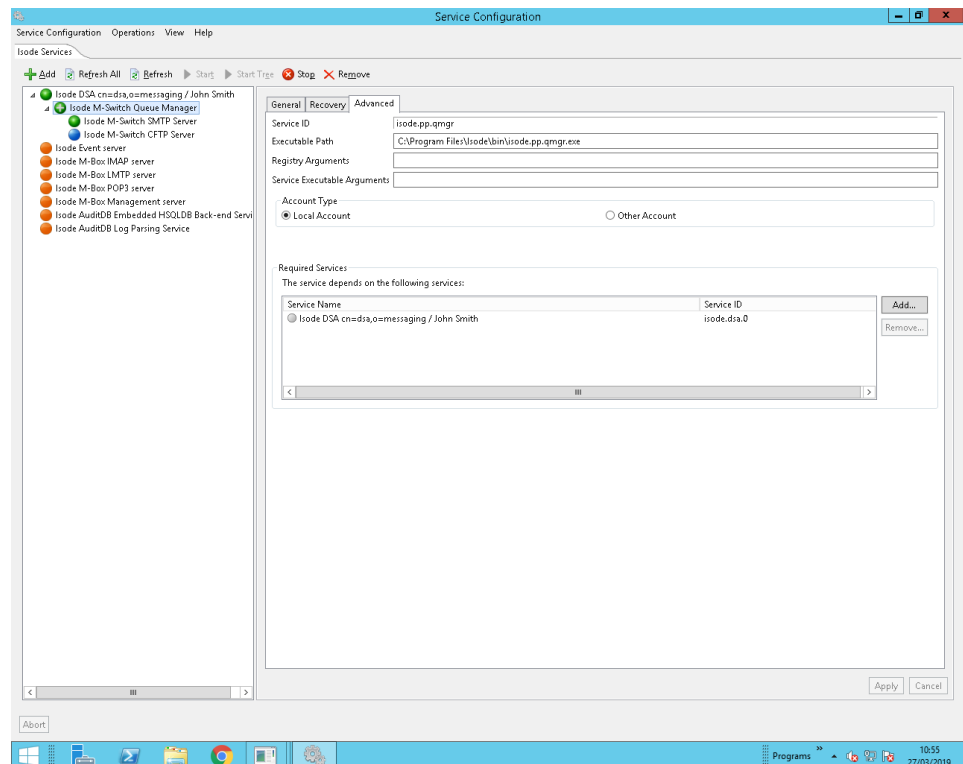 Service Configuration
Service Configuration Operations View Help
Isode Services
Add Refresh All Refresh Start Start Tree Stop Remove
Isode DSA cn=dsa,o=messaging / John Smith
Isode M-Switch Queue Manager
Isode M-Switch SMTP Server
Isode M-Switch CFTP Server
Isode Event server
Isode M-Box IMAP server
Isode M-Box LMTP server
Isode M-Box POP3 server
Isode M-Box Management server
Isode AuditDB Embedded HSQLDB Back-end Servi
Isode AuditDB Log Parsing Service
General Recovery Advanced
Service ID isode.pp.qmgr
Executable Path C:\Program Files\Isode\bin\isode.pp.qmgr.exe
Registry Arguments
Service Executable Arguments
Account Type
Local Account Other Account
Required Services
The service depends on the following services:
Service Name Service ID
Isode DSA cn=dsa,o=messaging / John Smith isode.dsa.0
Add...
Remove...
Apply Cancel
Abort
Programs
10:55
27/03/2019